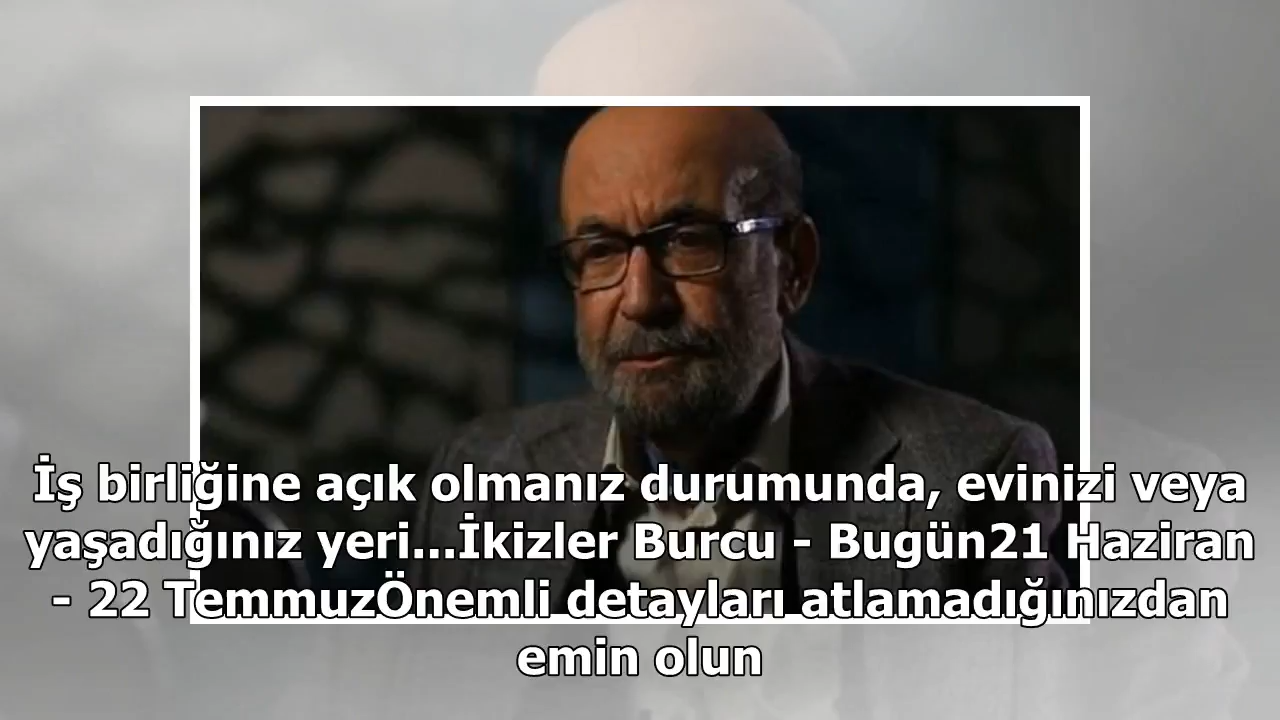 İş birliğine açık olmanız durumunda, evinizi veya
yaşadığınız yeri...İkizler Burcu - Bugün21 Haziran
- 22 TemmuzÖnemli detayları atlamadığınızdan
emin olun